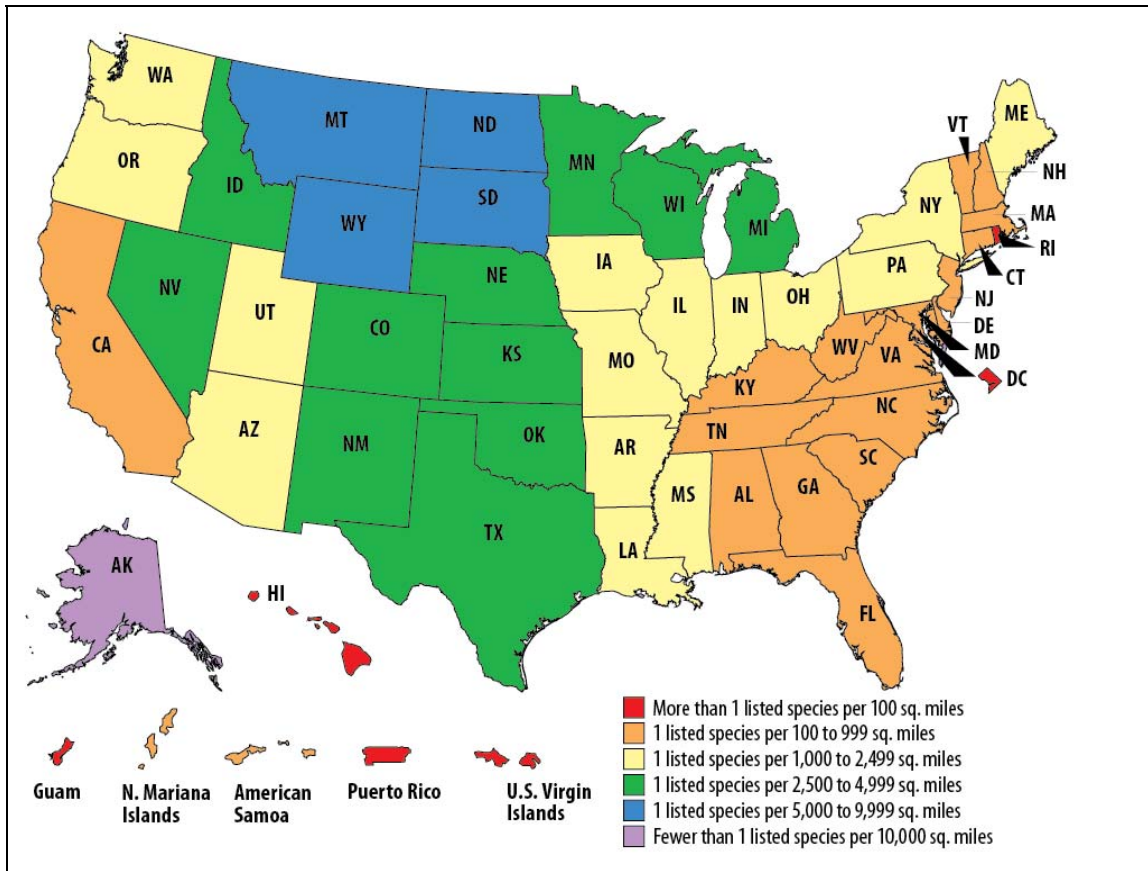 WA
MT
ND
MN
ME
VT
OR
ID
NH
WI
NY
SD
MI
MA
WY
RI
IA
PA
CT
NE
NV
UT
IL
IN
OH
NJ
CO
DE
CA
KS
MO
WV
VA
MD
KY
DC
NC
AZ
NM
OK
TN
AR
SC
MS
AL
GA
TX
LA
AK
HI
FL
More than 1 listed species per 100 sq. miles
1 listed species per 100 to 999 sq. miles
1 listed species per 1,000 to 2,499 sq. miles
1 listed species per 2,500 to 4,999 sq. miles
1 listed species per 5,000 to 9,999 sq. miles
Fewer than 1 listed species per 10,000 sq. miles
Guam
N. Mariana
Islands
American
Samoa
Puerto Rico
U.S. Virgin
Islands